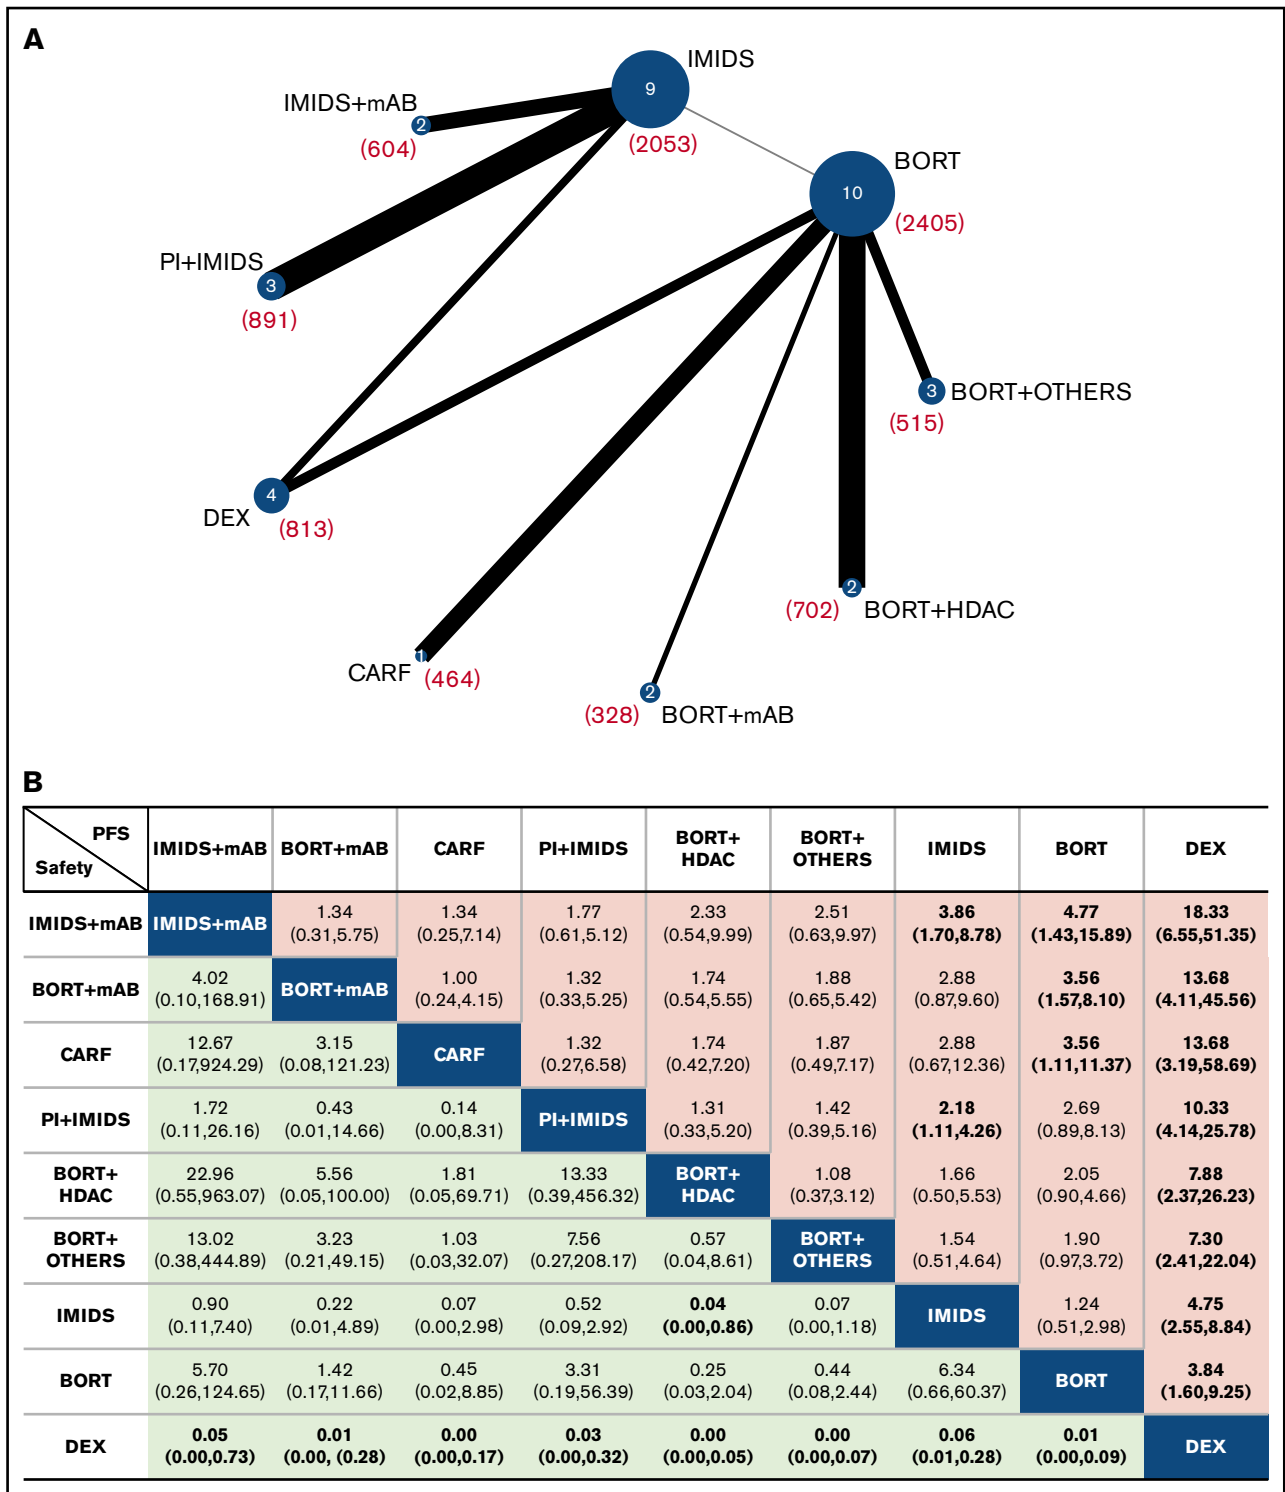 A
IMIDS
9
(2053)
IMIDS+mAB
2
(604)
BORT
10
(2405)
PI+IMIDS
3
(891)
3
BORT+OTHERS
(515)
4
DEX
(813)
2
(702)
BORT+HDAC
1
CARF
(464)
2
(328)
BORT+mAB
B
PFS
Safety
IMIDS+mAB BORT+mAB CARF PI+IMIDS BORT+ HDAC BORT+ OTHERS IMIDS BORT DEX
IMIDS+mAB IMIDS+mAB 1.34 1.34 1.77 2.33 2.51 3.86 4.77 18.33
(0.31,5.75) (0.25,7.14) (0.61,5.12) (0.54,9.99) (0.63,9.97) (1.70,8.78) (1.43,15.89) (6.55,51.35)
BORT+mAB 4.02 BORT+mAB 1.00 1.32 1.74 1.88 2.88 3.56 13.68
(0.10,168.91) (0.24,4.15) (0.33,5.25) (0.54,5.55) (0.65,5.42) (0.87,9.60) (1.57,8.10) (4.11,45.56)
CARF 12.67 3.15 CARF 1.32 1.74 1.87 2.88 3.56 13.68
(0.17,924.29) (0.08,121.23) (0.27,6.58) (0.42,7.20) (0.49,7.17) (0.67,12.36) (1.11,11.37) (3.19,58.69)
PI+IMIDS 1.72 0.43 0.14 PI+IMIDS 1.31 1.42 2.18 2.69 10.33
(0.11,26.16) (0.01,14.66) (0.00,8.31) (0.33,5.20) (0.39,5.16) (1.11,4.26) (0.89,8.13) (4.14,25.78)
BORT+ 22.96 5.56 1.81 13.33 BORT+ 1.08 1.66 2.05 7.88
HDAC (0.55,963.07) (0.05,100.00) (0.05,69.71) (0.39,456.32) HDAC (0.37,3.12) (0.50,5.53) (0.90,4.66) (2.37,26.23)
BORT+ 13.02 3.23 1.03 7.56 0.57 BORT+ 1.54 1.90 7.30
OTHERS (0.38,444.89) (0.21,49.15) (0.03,32.07) (0.27,208.17) (0.04,8.61) OTHERS (0.51,4.64) (0.97,3.72) (2.41,22.04)
IMIDS 0.90 0.22 0.07 0.52 0.04 0.07 IMIDS 1.24 4.75
(0.11,7.40) (0.01,4.89) (0.00,2.98) (0.09,2.92) (0.00,0.86) (0.00,1.18) (0.51,2.98) (2.55,8.84)
BORT 5.70 1.42 0.45 3.31 0.25 0.44 6.34 BORT 3.84
(0.26,124.65) (0.17,11.66) (0.02,8.85) (0.19,56.39) (0.03,2.04) (0.08,2.44) (0.66,60.37) (1.60,9.25)
DEX 0.05 0.01 0.00 0.03 0.00 0.00 0.06 0.01 DEX
(0.00,0.73) (0.00, (0.28) (0.00,0.17) (0.00,0.32) (0.00,0.05) (0.00,0.07) (0.01,0.28) (0.00,0.09)